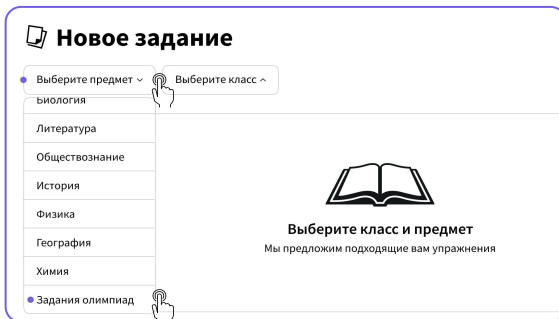 Новое задание
Выберите предмет
Выберите класс
Биология
Литература
Обществознание
История
Физика
География
Химия
Задания олимпиад
Выберите класс и предмет
Мы предложим подходящие вам упражнения